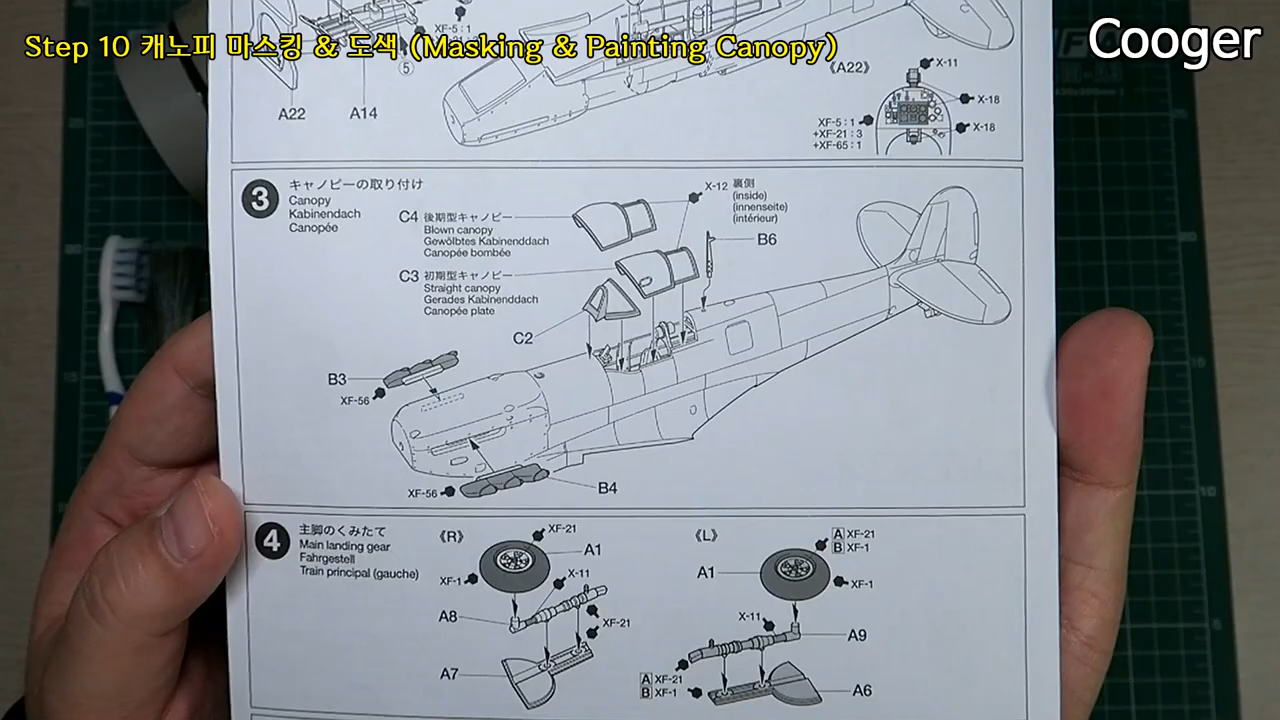 Step 10 캐노피 마스킹 & 도색 (Masking & Painting Canopy)
Cooger
XF-5 : 1
⑤
A22
A14
《A22》
X-11
X-18
X-18
XF-5 : 1
+XF-21 : 3
+XF-65 : 1
3
キャノピーの取り付け
Canopy
Kabinendach
Canopée
C4 後期型キャノピー
Blown canopy
Gewölbtes Kabinenddach
Canopée bombée
C3 初期型キャノピー
Straight canopy
Gerades Kabinenddach
Canopée plate
X-12 裏側
(inside)
(innenseite)
(intérieur)
B6
C2
B3
XF-56
XF-56
B4
4
主脚のくみたて
Main landing gear
Fahrgestell
Train principal (gauche)
《R》
XF-21
A1
XF-1
X-11
A8
XF-21
A7
《L》
A XF-21
B XF-1
A1
XF-1
X-11
A9
A XF-21
B XF-1
A6